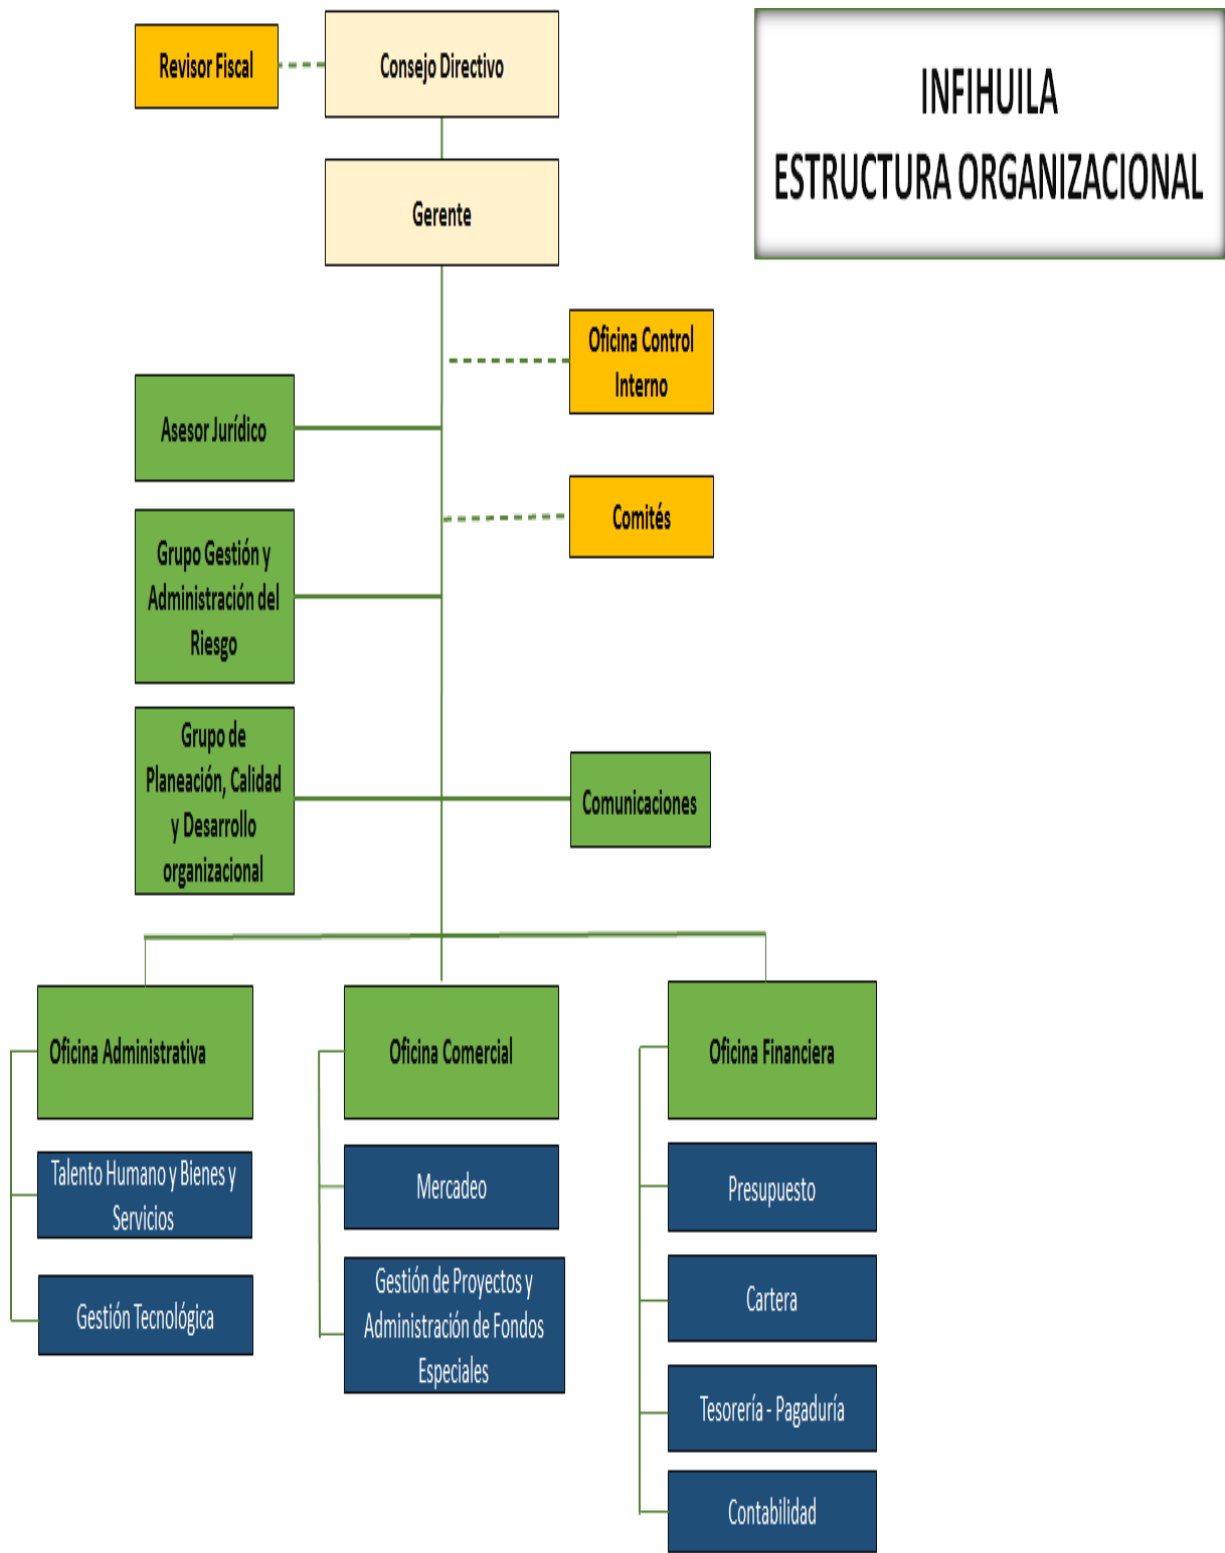 INFIHUILA
ESTRUCTURA ORGANIZACIONAL
Revisor Fiscal
Consejo Directivo
Gerente
Oficina Control
Interno
Asesor Jurídico
Comités
Grupo Gestión y
Administración del
Riesgo
Grupo de
Planeación, Calidad
y Desarrollo
organizacional
Comunicaciones
Oficina Administrativa
Talento Humano y Bienes y
Servicios
Gestión Tecnológica
Oficina Comercial
Mercadeo
Gestión de Proyectos y
Administración de Fondos
Especiales
Oficina Financiera
Presupuesto
Cartera
Tesorería - Pagaduría
Contabilidad